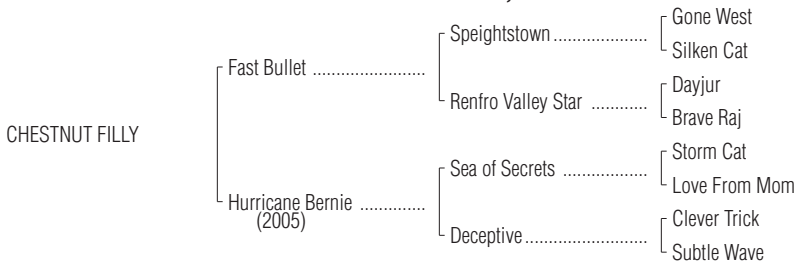 Gone West
Speightstown
Silken Cat
Fast Bullet
Dayjur
Renfro Valley Star
Brave Raj
CHESTNUT FILLY
Storm Cat
Sea of Secrets
Love From Mom
Hurricane Bernie
(2005)
Clever Trick
Deceptive
Subtle Wave